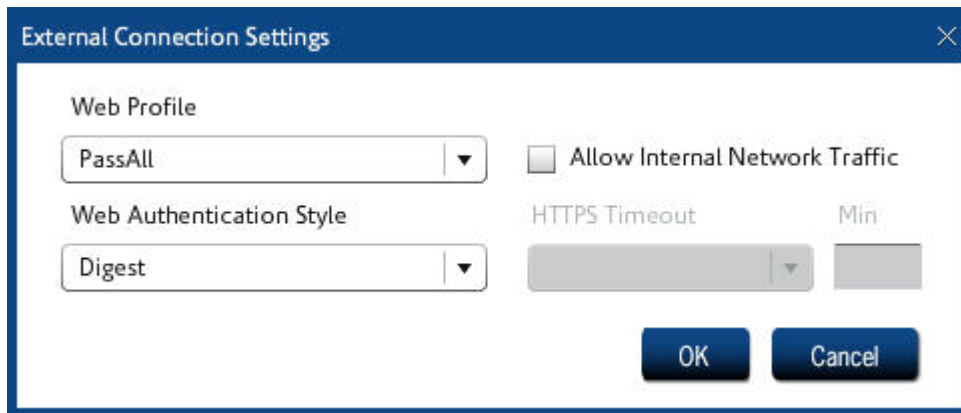 External Connection Settings
Web Profile
PassAll
Allow Internal Network Traffic
Web Authentication Style
HTTPS Timeout
Min
Digest
OK
Cancel